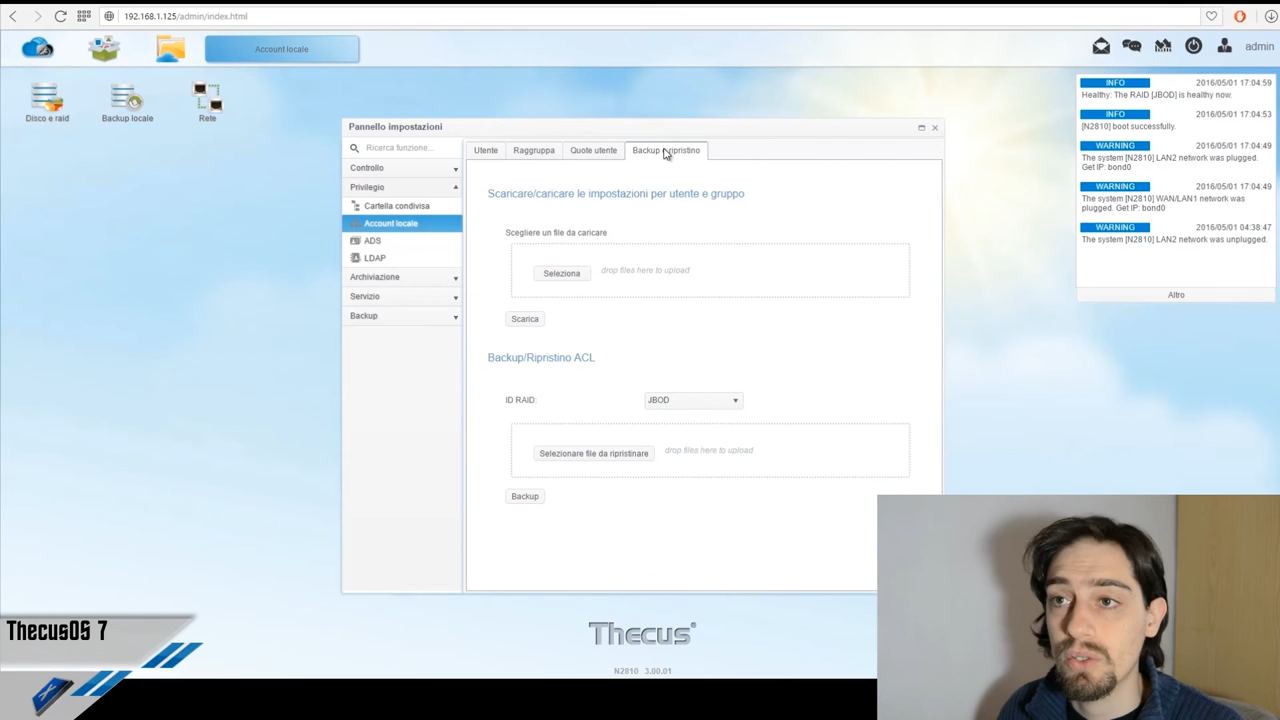 192.168.1.125/admin/index.html
Account locale
admin
Disco e raid
Backup locale
Rete
INFO 2016/05/01 17:04:59
Healthy: The RAID [JBOD] is healthy now.
INFO 2016/05/01 17:04:53
[N2810] boot successfully.
WARNING 2016/05/01 17:04:49
The system [N2810] LAN2 network was plugged.
Get IP: bond0
WARNING 2016/05/01 17:04:49
The system [N2810] WAN/LAN1 network was
plugged. Get IP: bond0
WARNING 2016/05/01 04:38:47
The system [N2810] LAN2 network was unplugged.
Altro
Pannello impostazioni
Ricerca funzione...
Controllo
Privilegio
Cartella condivisa
Account locale
ADS
LDAP
Archiviazione
Servizio
Backup
Utente Raggruppa Quote utente Backup ripristino
Scaricare/caricare le impostazioni per utente e gruppo
Scegliere un file da caricare
Seleziona drop files here to upload
Scarica
Backup/Ripristino ACL
ID RAID: JBOD
Selezionare file da ripristinare drop files here to upload
Backup
ThecusOS 7
Thecus®
N2810 3.00.01